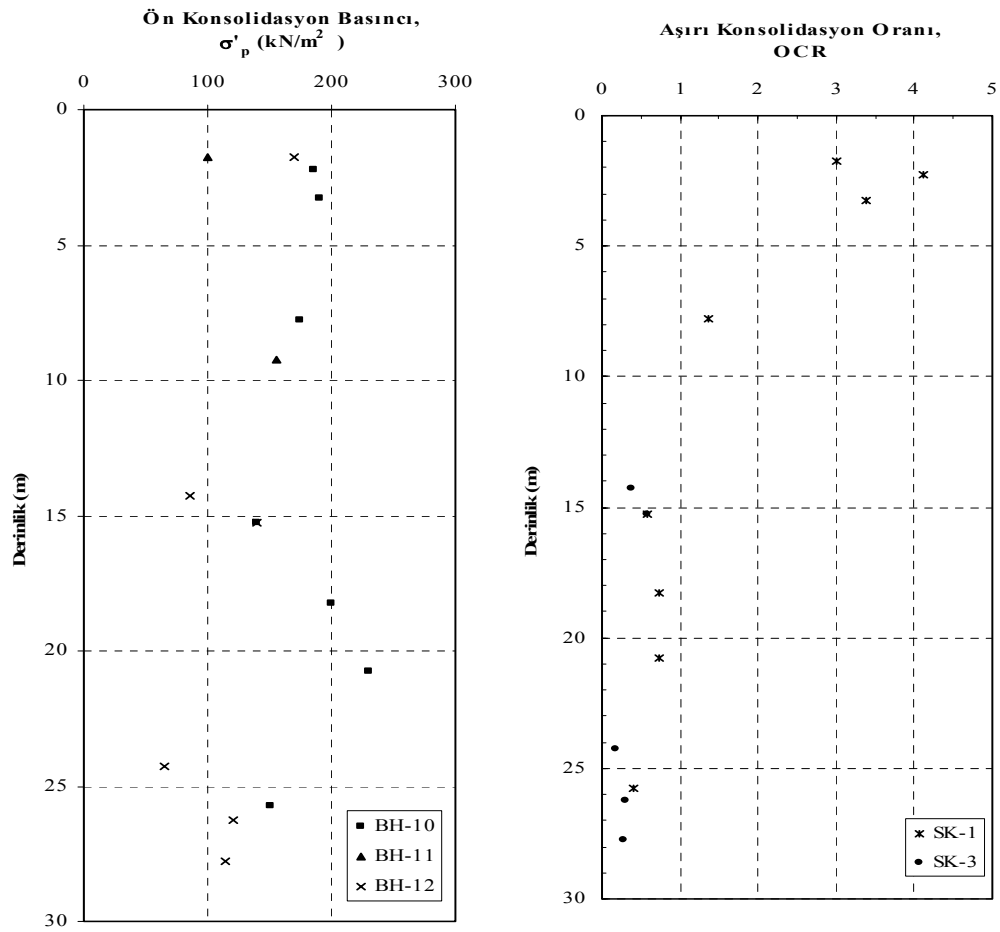 Ön Konsolidasyon Basıncı,
σ'p (kN/m²)
0 100 200 300
0
5
10
15
20
25
30
Derinlik (m)
BH-10
BH-11
BH-12
Aşırı Konsolidasyon Oranı,
OCR
0 1 2 3 4 5
0
5
10
15
20
25
30
Derinlik (m)
SK-1
SK-3